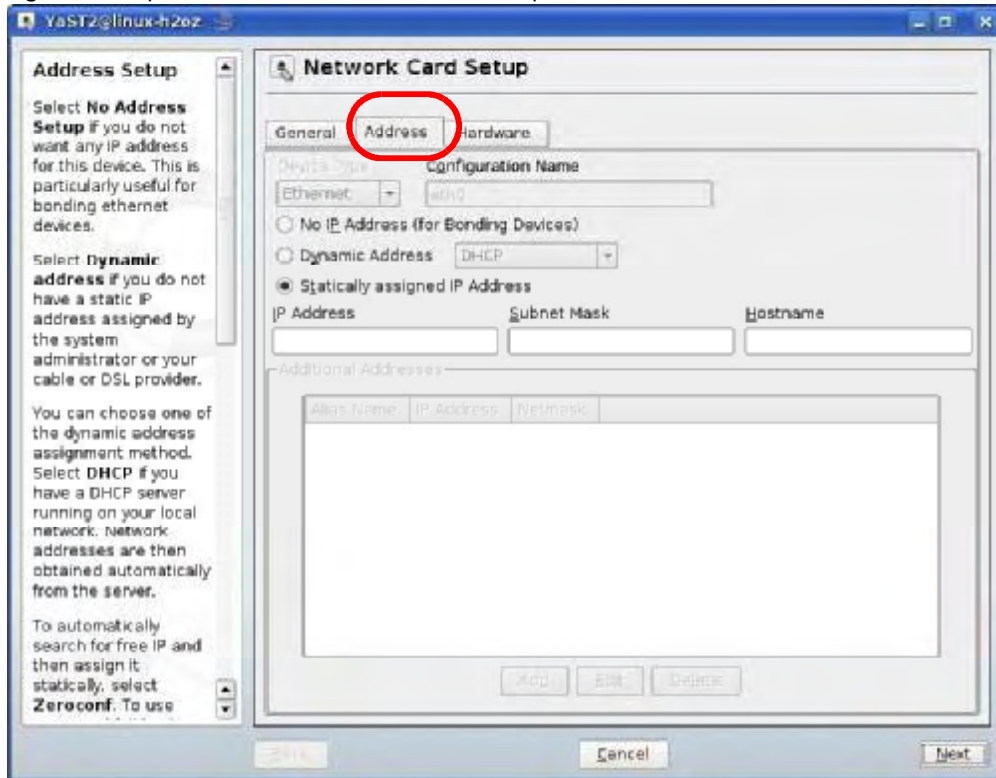 YaST2@linux-h2oz
Address Setup
Select No Address
Setup if you do not
want any IP address
for this device. This is
particularly useful for
bonding ethernet
devices.
Select Dynamic
address if you do not
have a static IP
address assigned by
the system
administrator or your
cable or DSL provider.
You can choose one of
the dynamic address
assignment method.
Select DHCP if you
have a DHCP server
running on your local
network. Network
addresses are then
obtained automatically
from the server.
To automatically
search for free IP and
then assign it
statically, select
Zeroconf. To use
Network Card Setup
General Address Hardware
Device Type Configuration Name
Ethernet eth0
No IP Address (for Bonding Devices)
Dynamic Address DHCP
Statically assigned IP Address
IP Address Subnet Mask Hostname
Additional Addresses
Alias Name IP Address Netmask
Add Edit Delete
Back Cancel Next